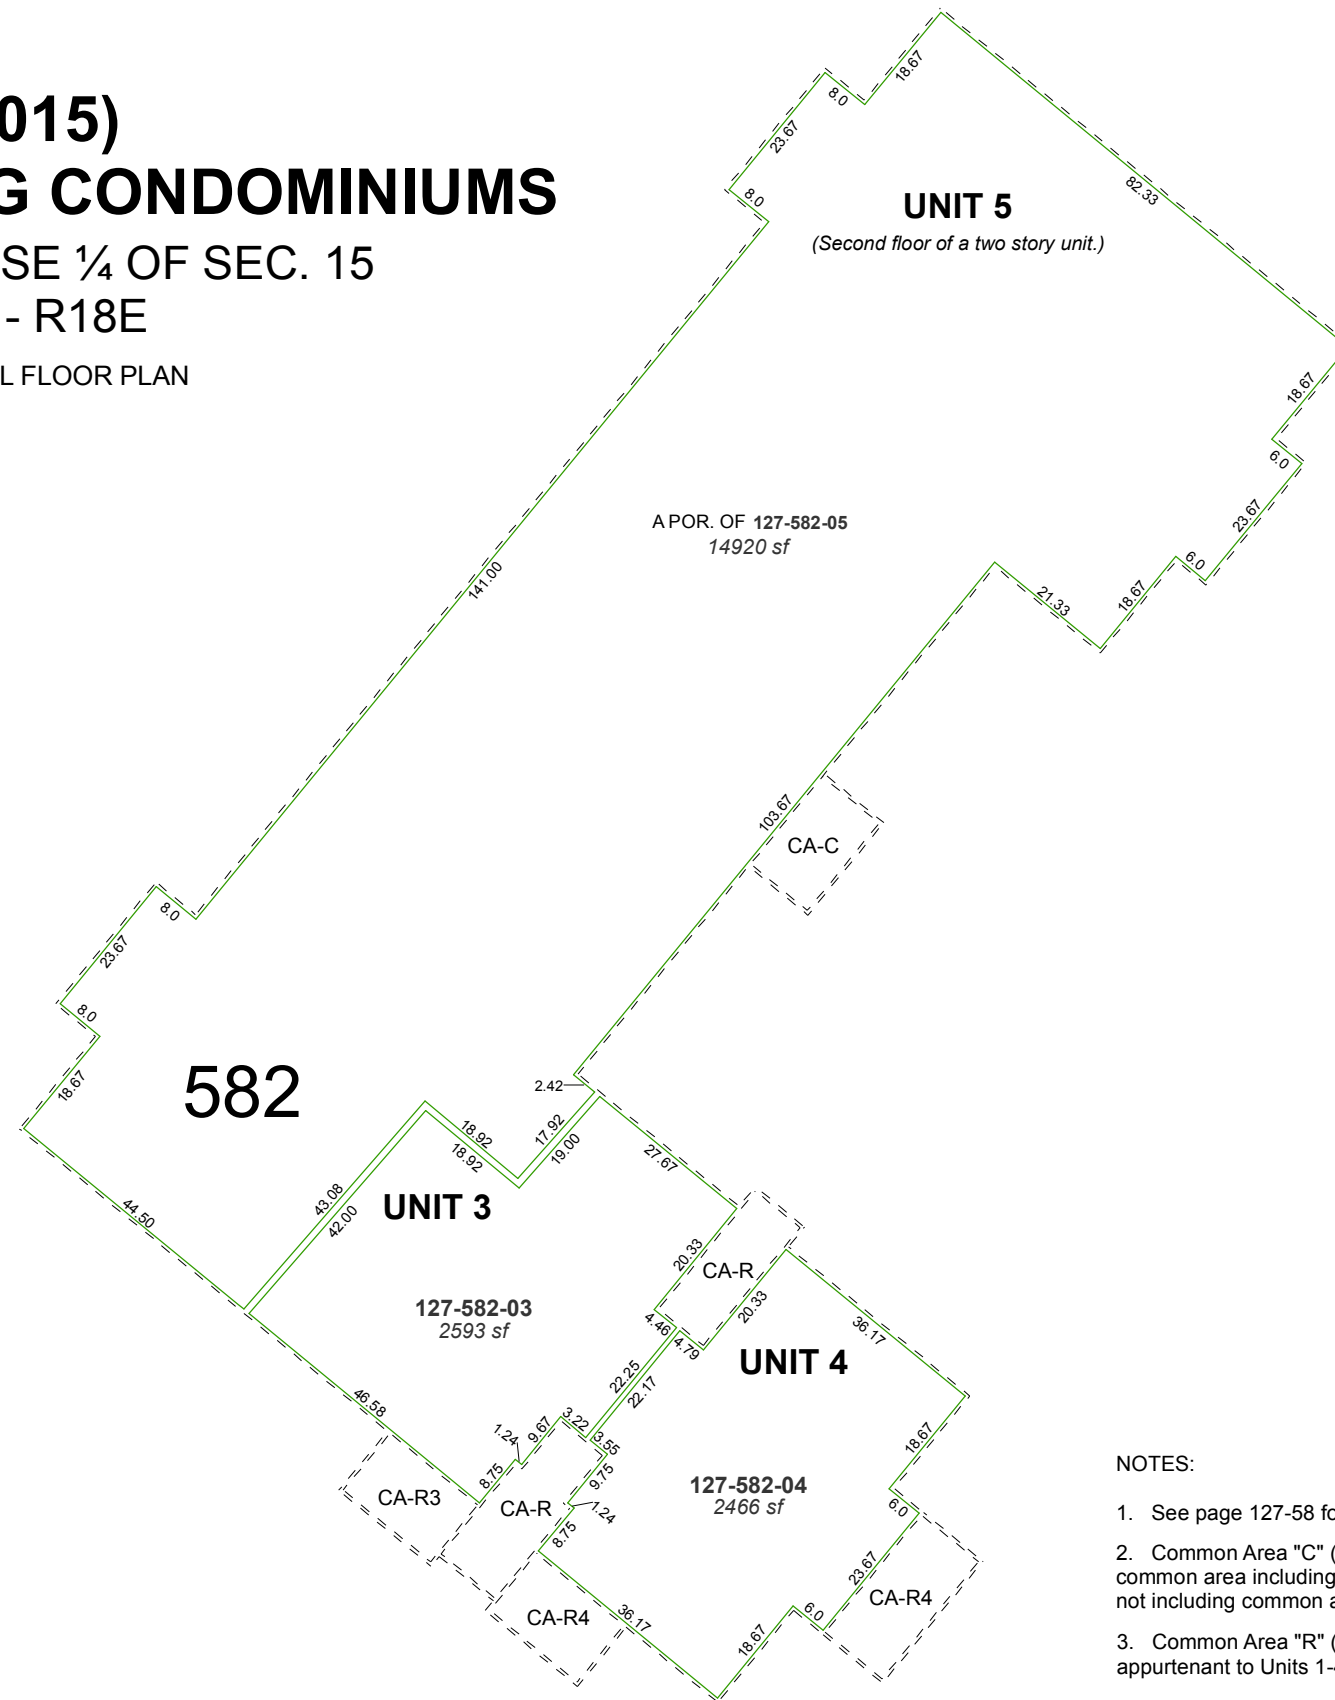 015)
G CONDOMINIUMS
SE ¼ OF SEC. 15
- R18E
L FLOOR PLAN
18.67
8.0
23.67
8.0
82.33
UNIT 5
(Second floor of a two story unit.)
18.67
6.0
23.67
6.0
18.67
21.33
A POR. OF 127-582-05
14920 sf
141.00
103.67
CA-C
8.0
23.67
8.0
18.67
582
2.42
17.92
19.00
18.92
18.92
27.67
43.08
42.00
UNIT 3
44.50
20.33
CA-R
20.33
127-582-03
2593 sf
4.46
4.79
36.17
UNIT 4
22.25
22.17
46.58
3.22
9.67
1.24
3.55
9.75
8.75
18.67
CA-R3
CA-R
1.24
127-582-04
2466 sf
6.0
8.75
23.67
CA-R4
36.17
6.0
CA-R4
18.67
NOTES:
1. See page 127-58 fo
2. Common Area "C" (
common area including
not including common a
3. Common Area "R" (
appurtenant to Units 1-